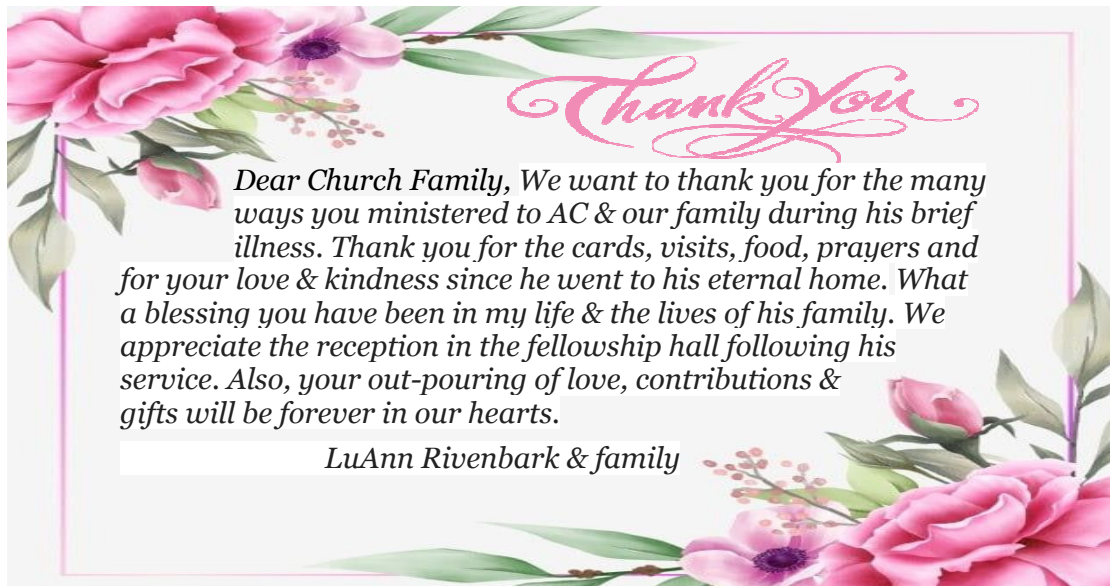 Thank You
Dear Church Family, We want to thank you for the many
ways you ministered to AC & our family during his brief
illness. Thank you for the cards, visits, food, prayers and
for your love & kindness since he went to his eternal home. What
a blessing you have been in my life & the lives of his family. We
appreciate the reception in the fellowship hall following his
service. Also, your out-pouring of love, contributions &
gifts will be forever in our hearts.
LuAnn Rivenbark & family